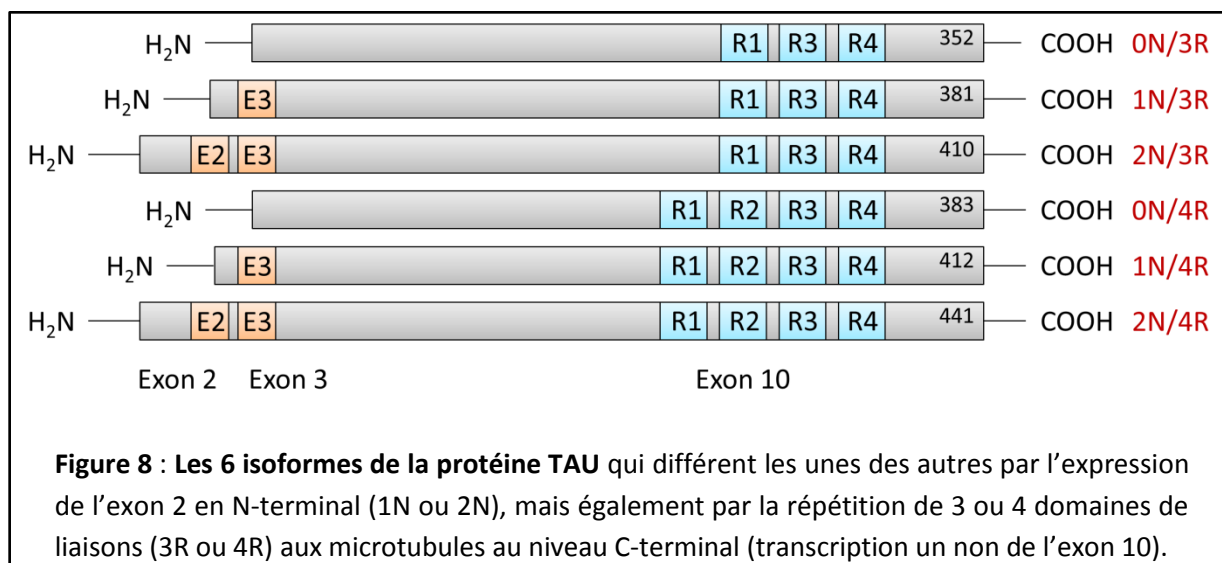 H2N R1 R3 R4 352 COOH 0N/3R
H2N E3 R1 R3 R4 381 COOH 1N/3R
H2N E2 E3 R1 R3 R4 410 COOH 2N/3R
H2N R1 R2 R3 R4 383 COOH 0N/4R
H2N E3 R1 R2 R3 R4 412 COOH 1N/4R
H2N E2 E3 R1 R2 R3 R4 441 COOH 2N/4R
Exon 2 Exon 3 Exon 10
Figure 8 : Les 6 isoformes de la protéine TAU qui différent les unes des autres par l’expression
de l’exon 2 en N-terminal (1N ou 2N), mais également par la répétition de 3 ou 4 domaines de
liaisons (3R ou 4R) aux microtubules au niveau C-terminal (transcription un non de l’exon 10).